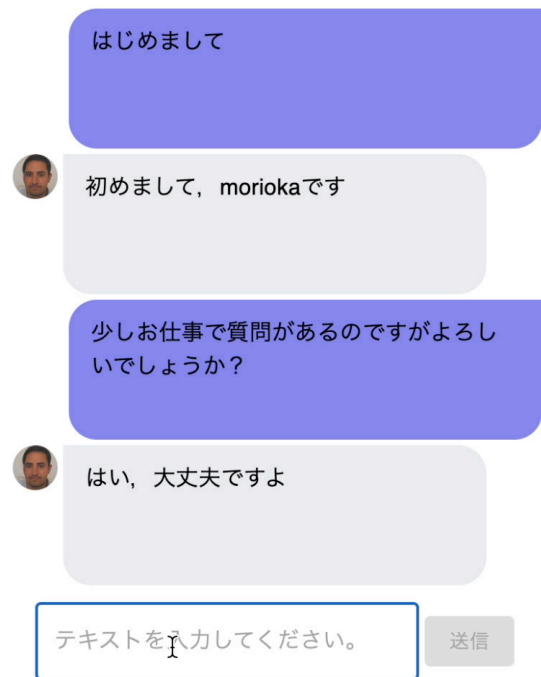 はじめまして
初めまして，moriokaです
少しお仕事で質問があるのですがよろし
いでしょうか？
はい，大丈夫ですよ
テキストを入力してください。
送信